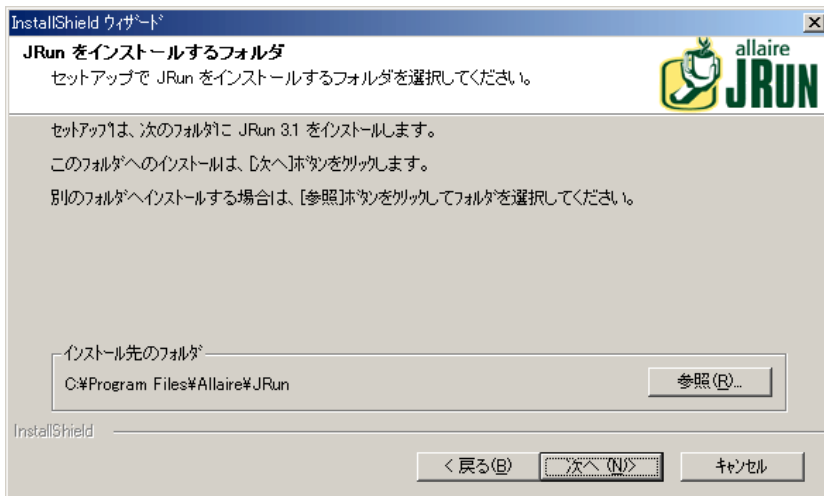 InstallShield ウィザード
JRun をインストールするフォルダ
セットアップで JRun をインストールするフォルダを選択してください。
allaire
JRUN
セットアップは、次のフォルダに JRun 3.1 をインストールします。
このフォルダへのインストールは、[次へ]ボタンをクリックします。
別のフォルダへインストールする場合は、[参照]ボタンをクリックしてフォルダを選択してください。
インストール先のフォルダ
C:¥Program Files¥Allaire¥JRun
参照(R)...
InstallShield
< 戻る(B)
次へ (N)>
キャンセル